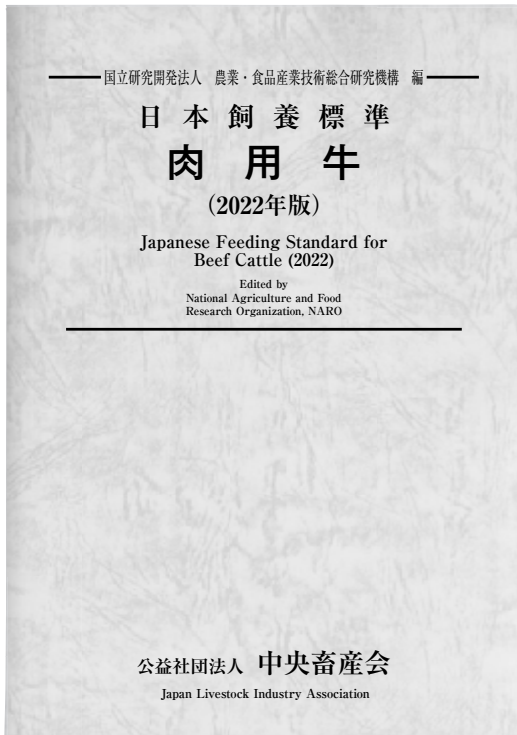 国立研究開発法人 農業・食品産業技術総合研究機構 編
日本飼養標準
肉用牛
（2022年版）
Japanese Feeding Standard for
Beef Cattle (2022)
Edited by
National Agriculture and Food
Research Organization, NARO
公益社団法人 中央畜産会
Japan Livestock Industry Association